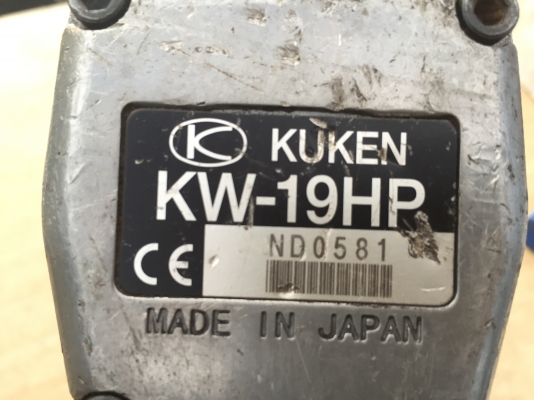 K KUKEN
KW-19HP
CE ND0581
MADE IN JAPAN